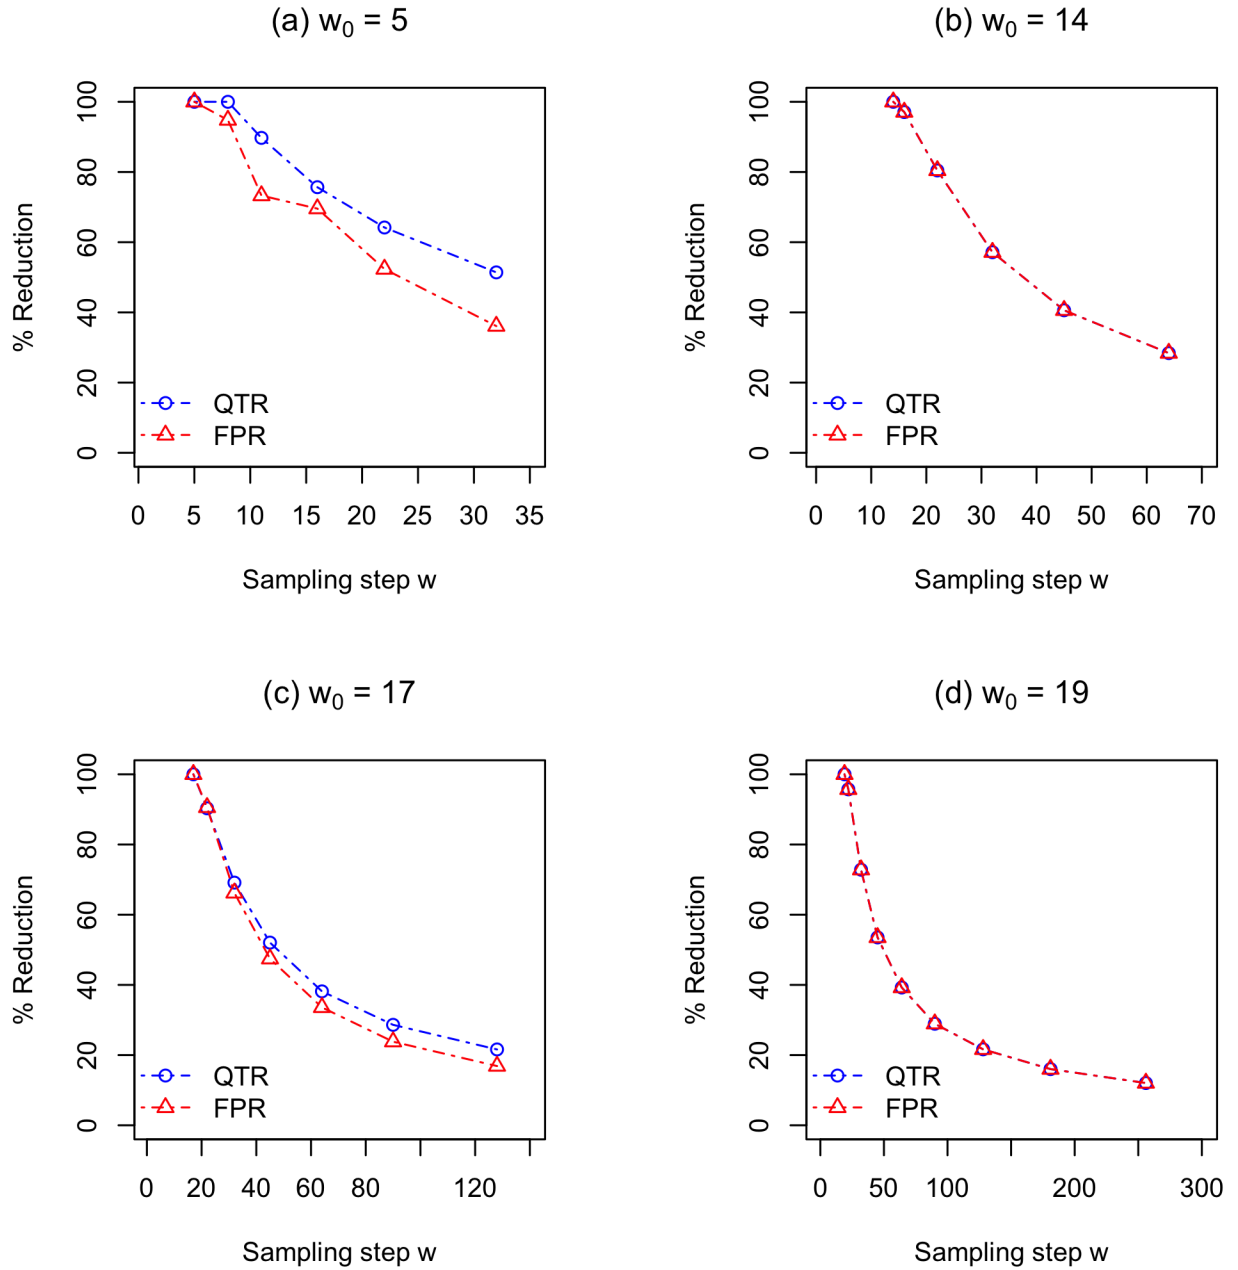 (a) w₀ = 5
% Reduction
100
80
60
40
20
0
QTR
FPR
0 5 10 15 20 25 30 35
Sampling step w
(b) w₀ = 14
% Reduction
100
80
60
40
20
0
QTR
FPR
0 10 20 30 40 50 60 70
Sampling step w
(c) w₀ = 17
% Reduction
100
80
60
40
20
0
QTR
FPR
0 20 40 60 80 120
Sampling step w
(d) w₀ = 19
% Reduction
100
80
60
40
20
0
QTR
FPR
0 50 100 200 300
Sampling step w